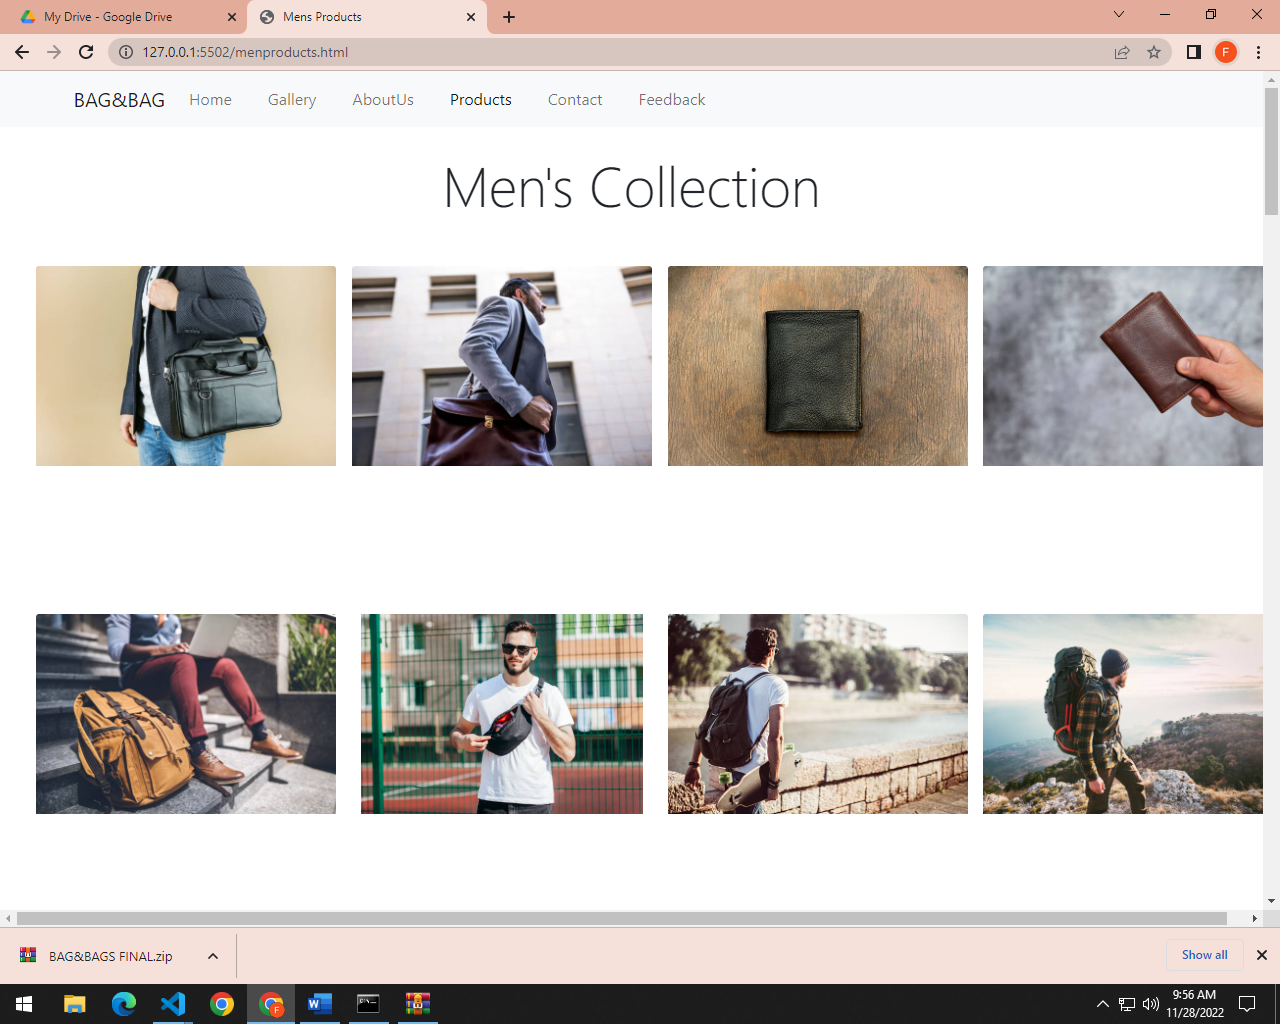 My Drive - Google Drive
Mens Products
127.0.0.1:5502/menproducts.html
F
BAG&BAG Home Gallery AboutUs Products Contact Feedback
Men's Collection
BAG&BAGS FINAL.zip
Show all
F
9:56 AM
11/28/2022